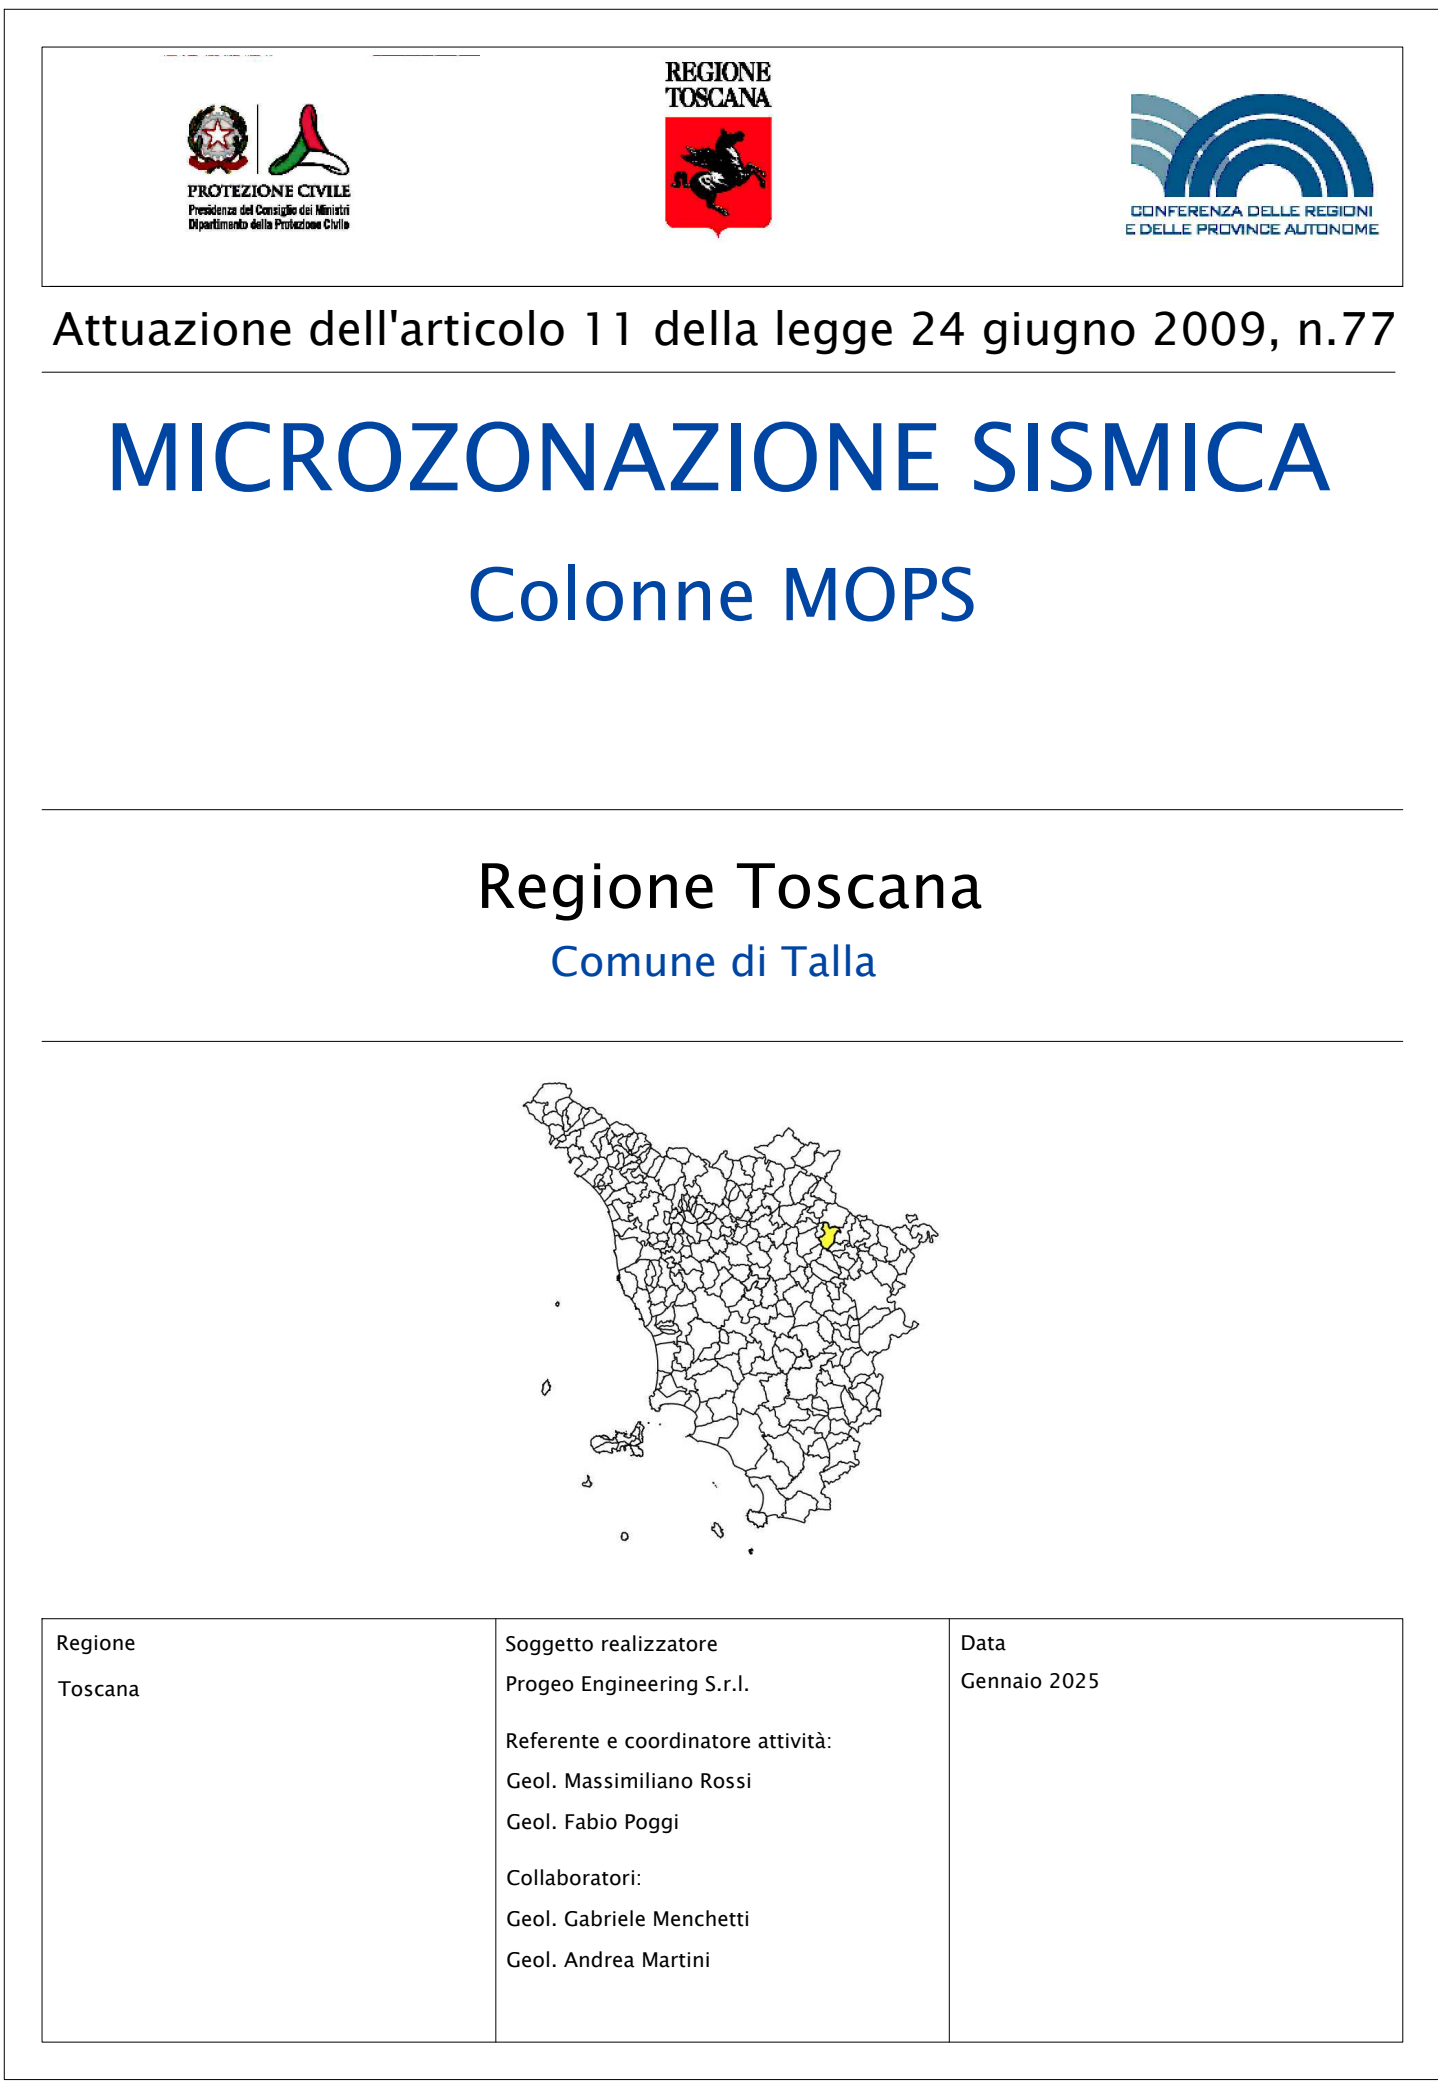 REGIONE
TOSCANA
PROTEZIONE CIVILE
Presidenza del Consiglio dei Ministri
Dipartimento della Protezione Civile
CONFERENZA DELLE REGIONI
E DELLE PROVINCE AUTONOME
Attuazione dell'articolo 11 della legge 24 giugno 2009, n.77
MICROZONAZIONE SISMICA
Colonne MOPS
Regione Toscana
Comune di Talla
Regione
Toscana
Soggetto realizzatore
Progeo Engineering S.r.l.
Referente e coordinatore attività:
Geol. Massimiliano Rossi
Geol. Fabio Poggi
Collaboratori:
Geol. Gabriele Menchetti
Geol. Andrea Martini
Data
Gennaio 2025